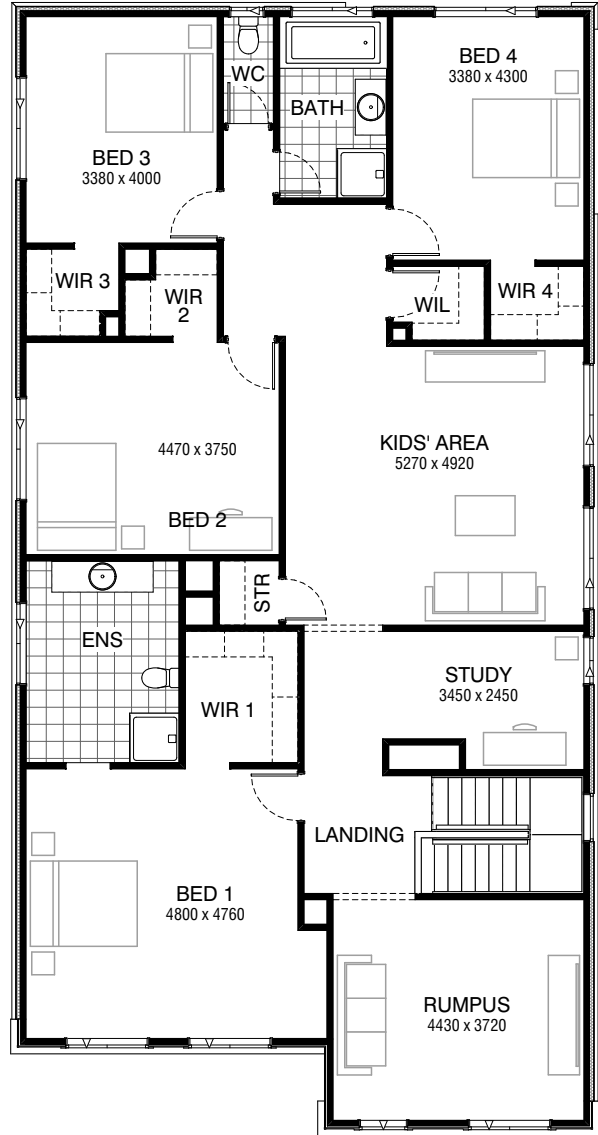 WC
BATH
BED 4
3380 x 4300
BED 3
3380 x 4000
WIR 3
WIR
2
WIL
WIR 4
4470 x 3750
BED 2
KIDS' AREA
5270 x 4920
STR
ENS
WIR 1
STUDY
3450 x 2450
LANDING
BED 1
4800 x 4760
RUMPUS
4430 x 3720